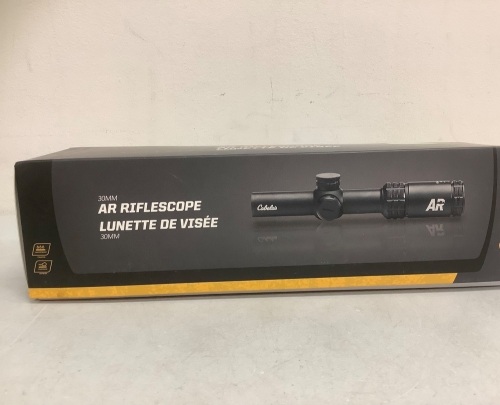 30MM
AR RIFLESCOPE
LUNETTE DE VISÉE
30MM
Cabela's
AR